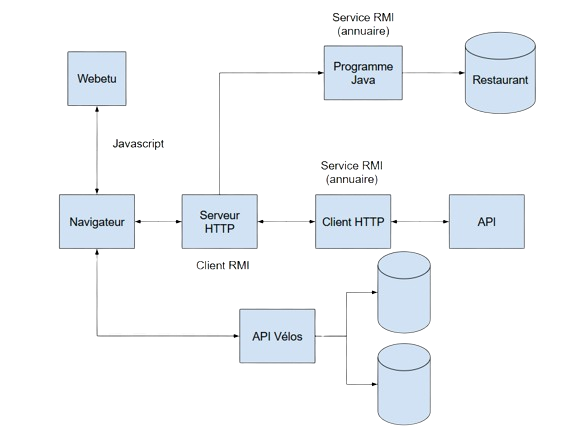 Service RMI
(annuaire)
Programme
Java
Restaurant
Webetu
Javascript
Service RMI
(annuaire)
Navigateur
Serveur
HTTP
Client HTTP
API
Client RMI
API Vélos